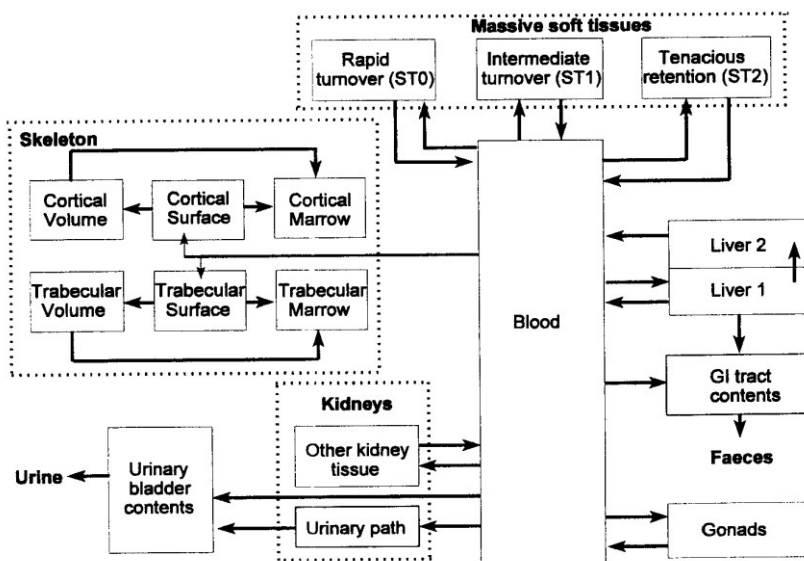 Massive soft tissues
Rapid
turnover (ST0)
Intermediate
turnover (ST1)
Tenacious
retention (ST2)
Skeleton
Cortical
Volume
Cortical
Surface
Cortical
Marrow
Trabecular
Volume
Trabecular
Surface
Trabecular
Marrow
Blood
Liver 2
Liver 1
GI tract
contents
Faeces
Kidneys
Other kidney
tissue
Urinary path
Urine
Urinary
bladder
contents
Gonads